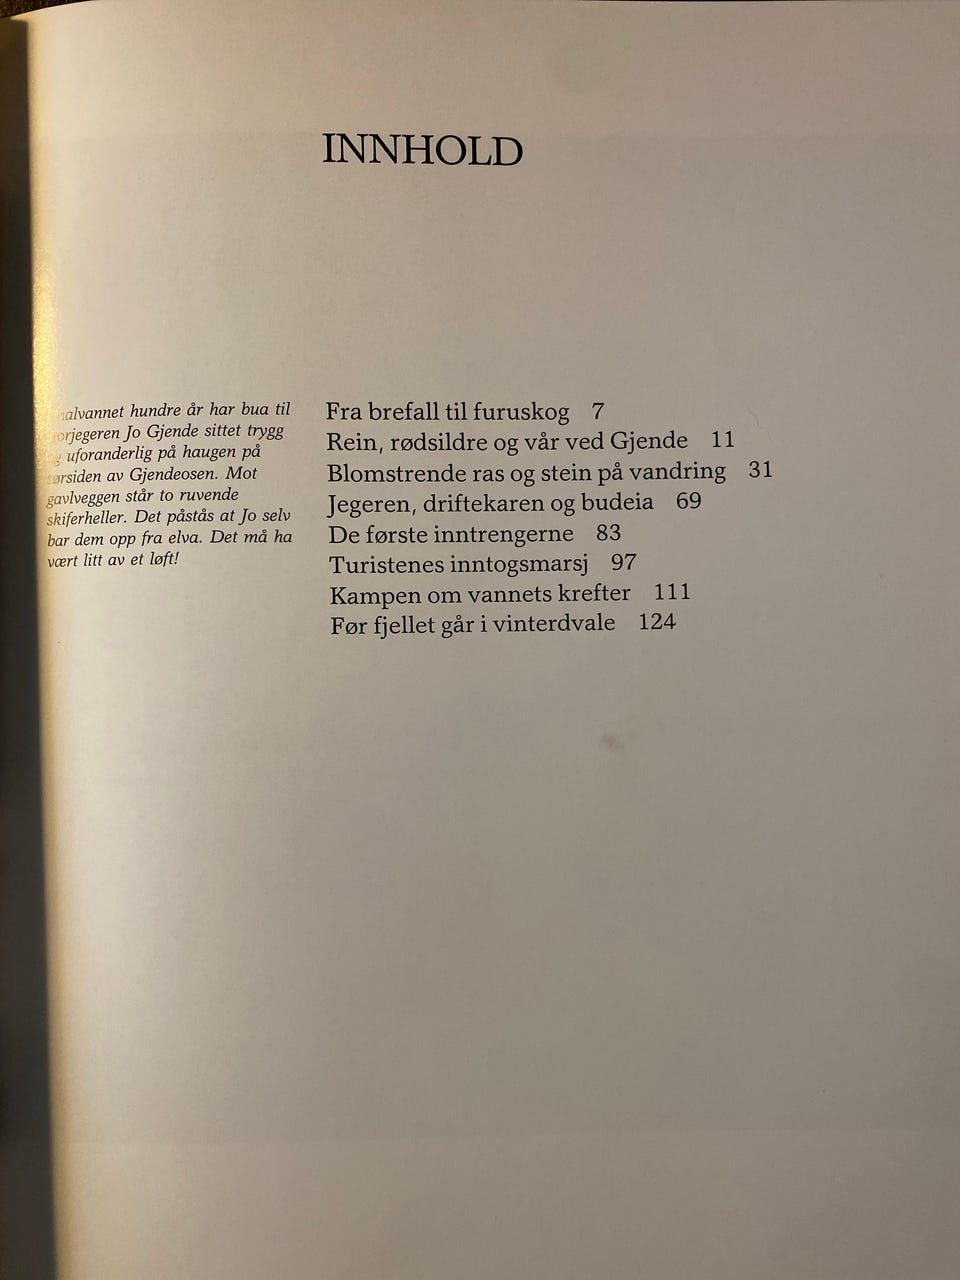 INNHOLD
hundre år har bua til
Jo Gjende sittet trygg
uforanderlig på haugen på
sørsiden av Gjendeosen. Mot
gavlveggen står to ruvende
skiferheller. Det påstås at Jo selv
bar dem opp fra elva. Det må ha
vært litt av et løft!
Fra brefall til furuskog 7
Rein, rødsildre og vår ved Gjende 11
Blomstrende ras og stein på vandring 31
Jegeren, driftekaren og budeia 69
De første inntrengerne 83
Turistenes inntogsmarsj 97
Kampen om vannets krefter 111
Før fjellet går i vinterdvale 124